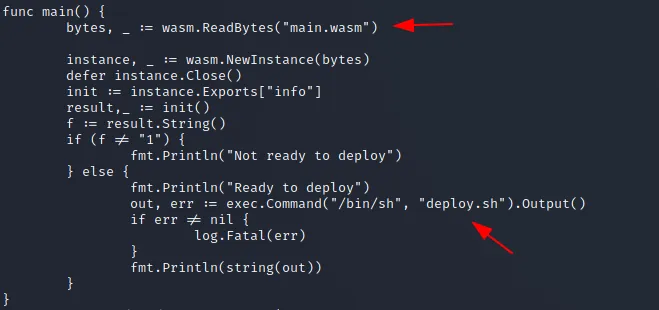 func main() {
bytes, _ := wasm.ReadBytes("main.wasm")
instance, _ := wasm.NewInstance(bytes)
defer instance.Close()
init := instance.Exports["info"]
result,_ := init()
f := result.String()
if (f ≠ "1") {
fmt.Println("Not ready to deploy")
} else {
fmt.Println("Ready to deploy")
out, err := exec.Command("/bin/sh", "deploy.sh").Output()
if err ≠ nil {
log.Fatal(err)
}
fmt.Println(string(out))
}
}